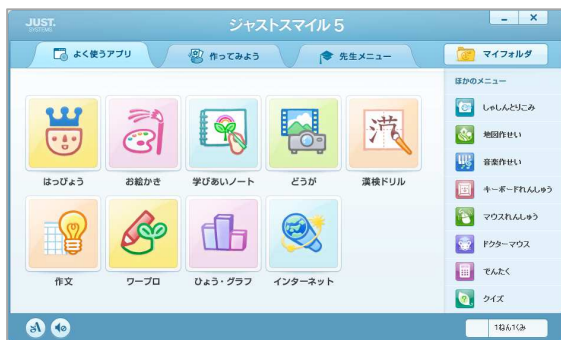 JUST.
SYSTEMS
ジャストスマイル 5
よく使うアプリ
作ってみよう
先生メニュー
マイフォルダ
ほかのメニュー
はっぴょう
お絵かき
学びあいノート
どうが
漢検ドリル
作文
ワープロ
ひょう・グラフ
インターネット
しゃしんとりこみ
地図作せい
音楽作せい
キーボードれんしゅう
マウスれんしゅう
ドクターマウス
でんたく
クイズ
1ねん1くみ